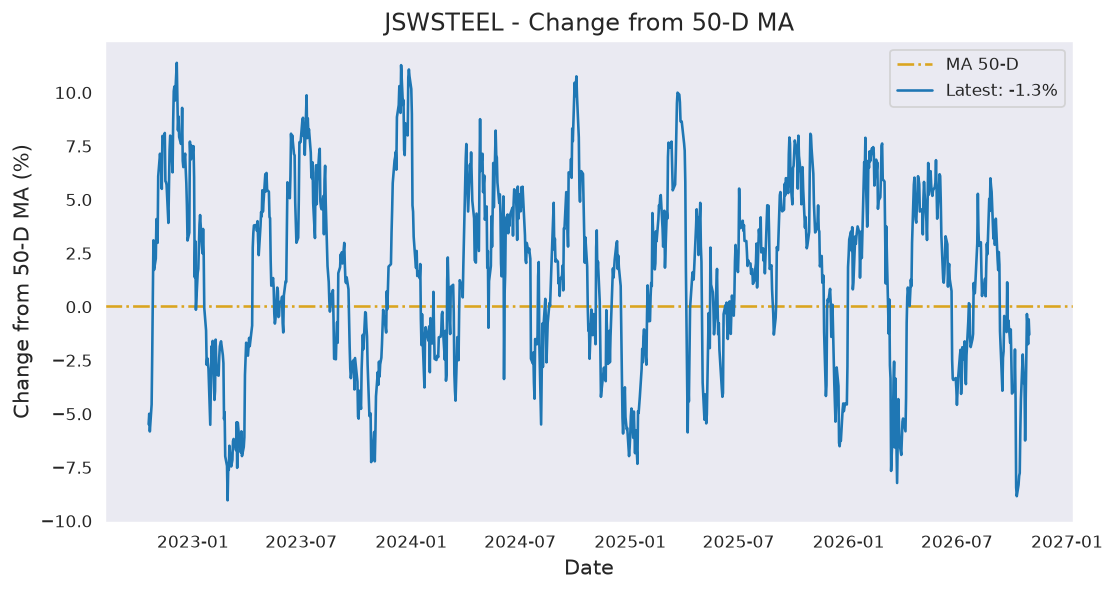 JSWSTEEL - Change from 50-D MA
MA 50-D
Latest: -1.3%
Change from 50-D MA (%)
10.0
7.5
5.0
2.5
0.0
−2.5
−5.0
−7.5
−10.0
2023-01 2023-07 2024-01 2024-07 2025-01 2025-07 2026-01 2026-07 2027-01
Date